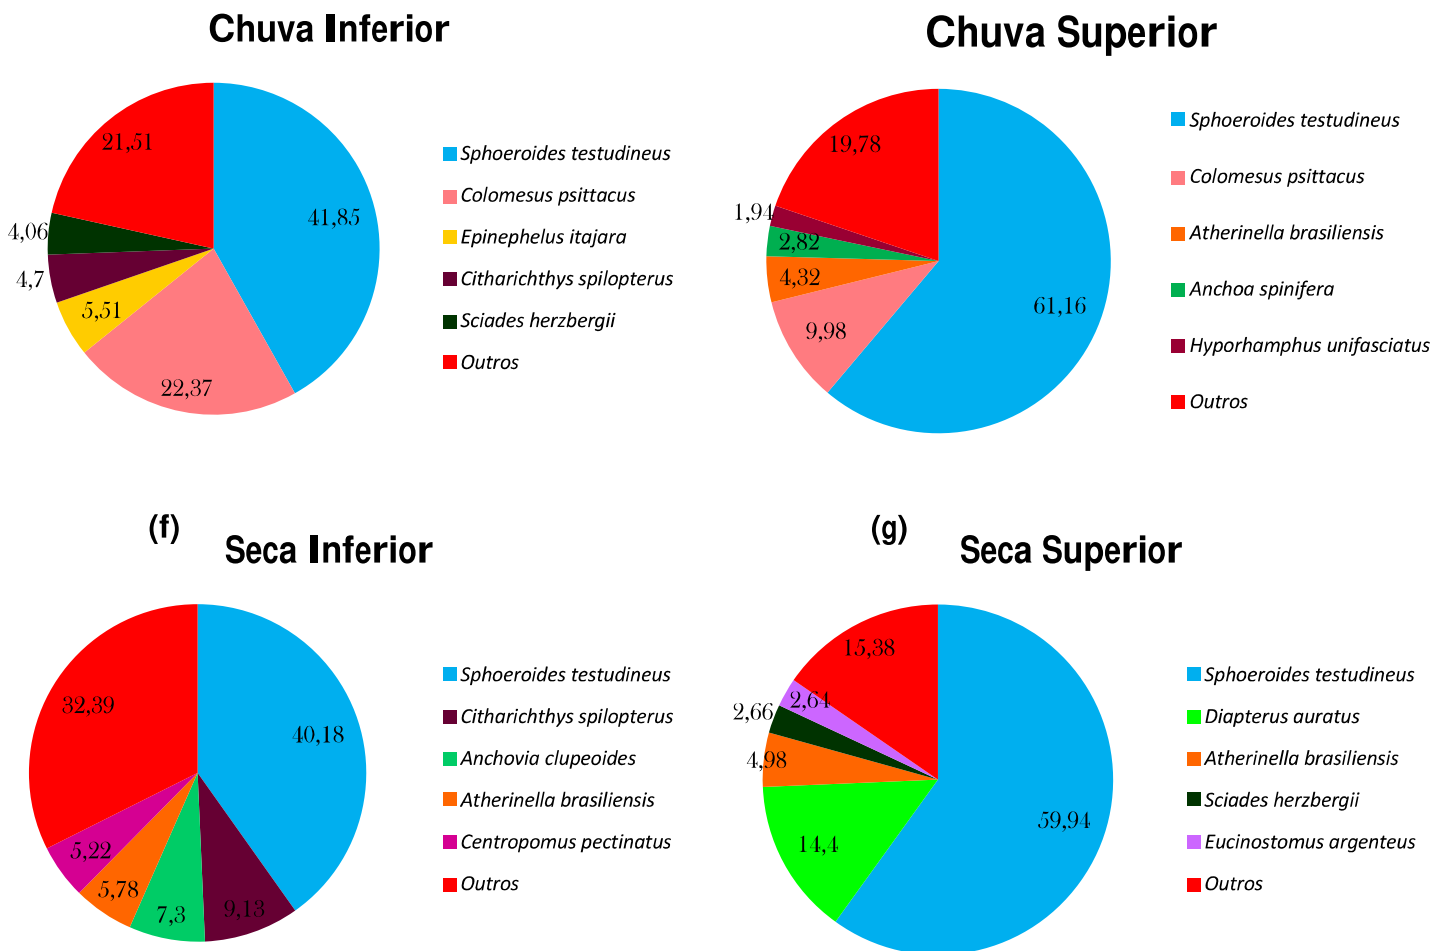 Chuva Inferior
21,51
41,85
4,06
4,7
5,51
22,37
Sphoeroides testudineus
Colomesus psittacus
Epinephelus itajara
Citharichthys spilopterus
Sciades herzbergii
Outros
Chuva Superior
19,78
1,94
2,82
4,32
9,98
61,16
Sphoeroides testudineus
Colomesus psittacus
Atherinella brasiliensis
Anchoa spinifera
Hyporhamphus unifasciatus
Outros
(f)
Seca Inferior
32,39
40,18
5,22
5,78
7,3
9,13
Sphoeroides testudineus
Citharichthys spilopterus
Anchovia clupeoides
Atherinella brasiliensis
Centropomus pectinatus
Outros
(g)
Seca Superior
15,38
2,64
2,66
4,98
14,4
59,94
Sphoeroides testudineus
Diapterus auratus
Atherinella brasiliensis
Sciades herzbergii
Eucinostomus argenteus
Outros